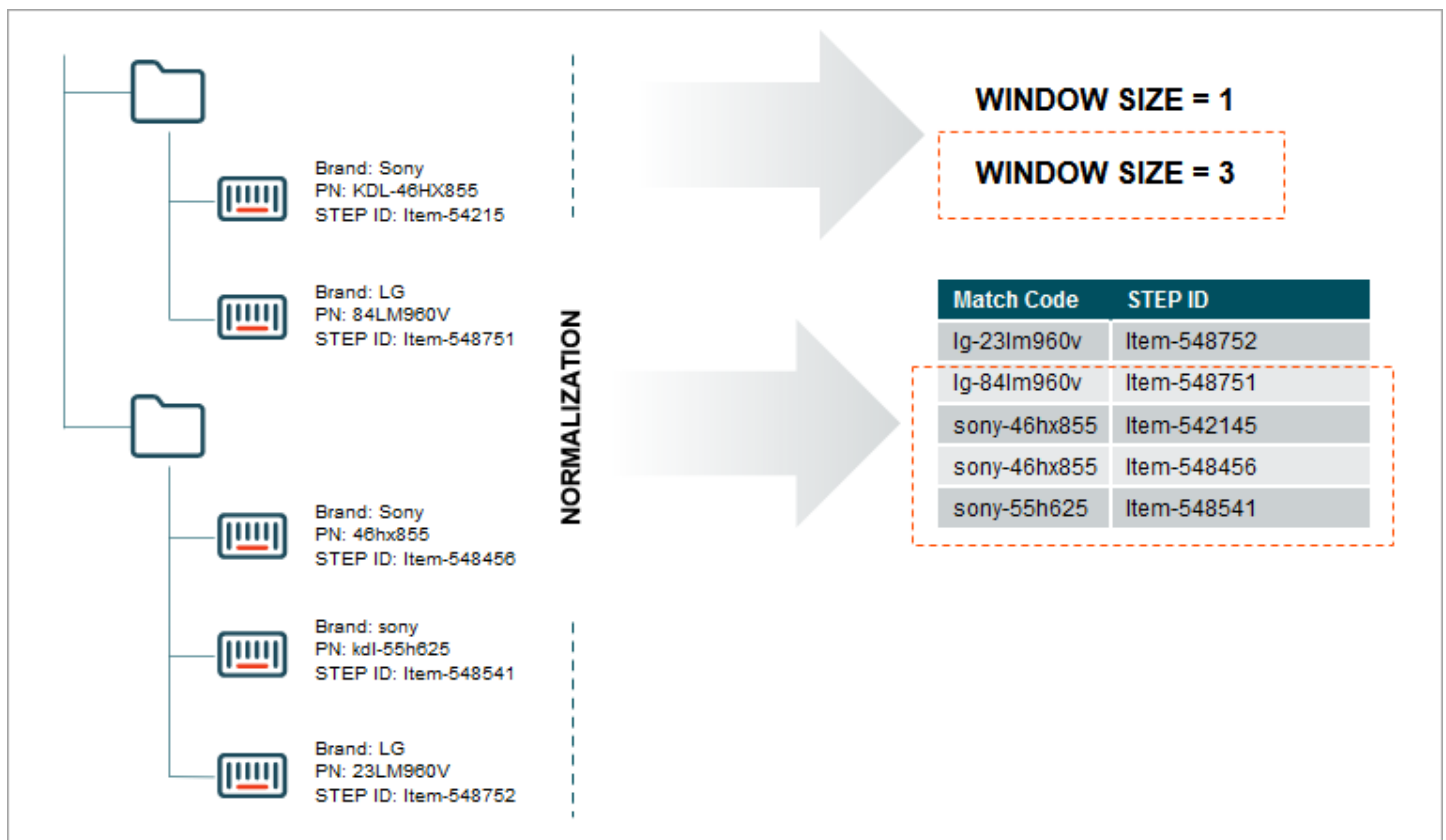 Brand: Sony
PN: KDL-46HX855
STEP ID: Item-54215
Brand: LG
PN: 84LM960V
STEP ID: Item-548751
Brand: Sony
PN: 46hx855
STEP ID: Item-548456
Brand: sony
PN: kdl-55h625
STEP ID: Item-548541
Brand: LG
PN: 23LM960V
STEP ID: Item-548752
NORMALIZATION
WINDOW SIZE = 1
WINDOW SIZE = 3
Match Code STEP ID
lg-23lm960v Item-548752
lg-84lm960v Item-548751
sony-46hx855 Item-542145
sony-46hx855 Item-548456
sony-55h625 Item-548541